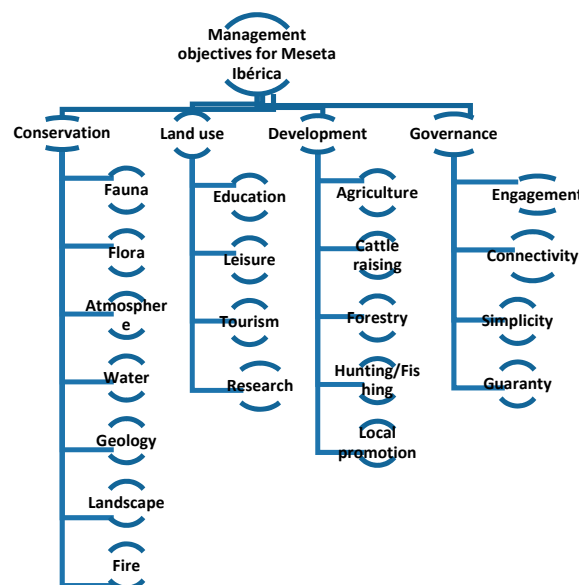 Management
objectives for Meseta
Ibérica
Conservation
Fauna
Flora
Atmospher
e
Water
Geology
Landscape
Fire
Land use
Education
Leisure
Tourism
Research
Development
Agriculture
Cattle
raising
Forestry
Hunting/Fis
hing
Local
promotion
Governance
Engagement
Connectivity
Simplicity
Guaranty